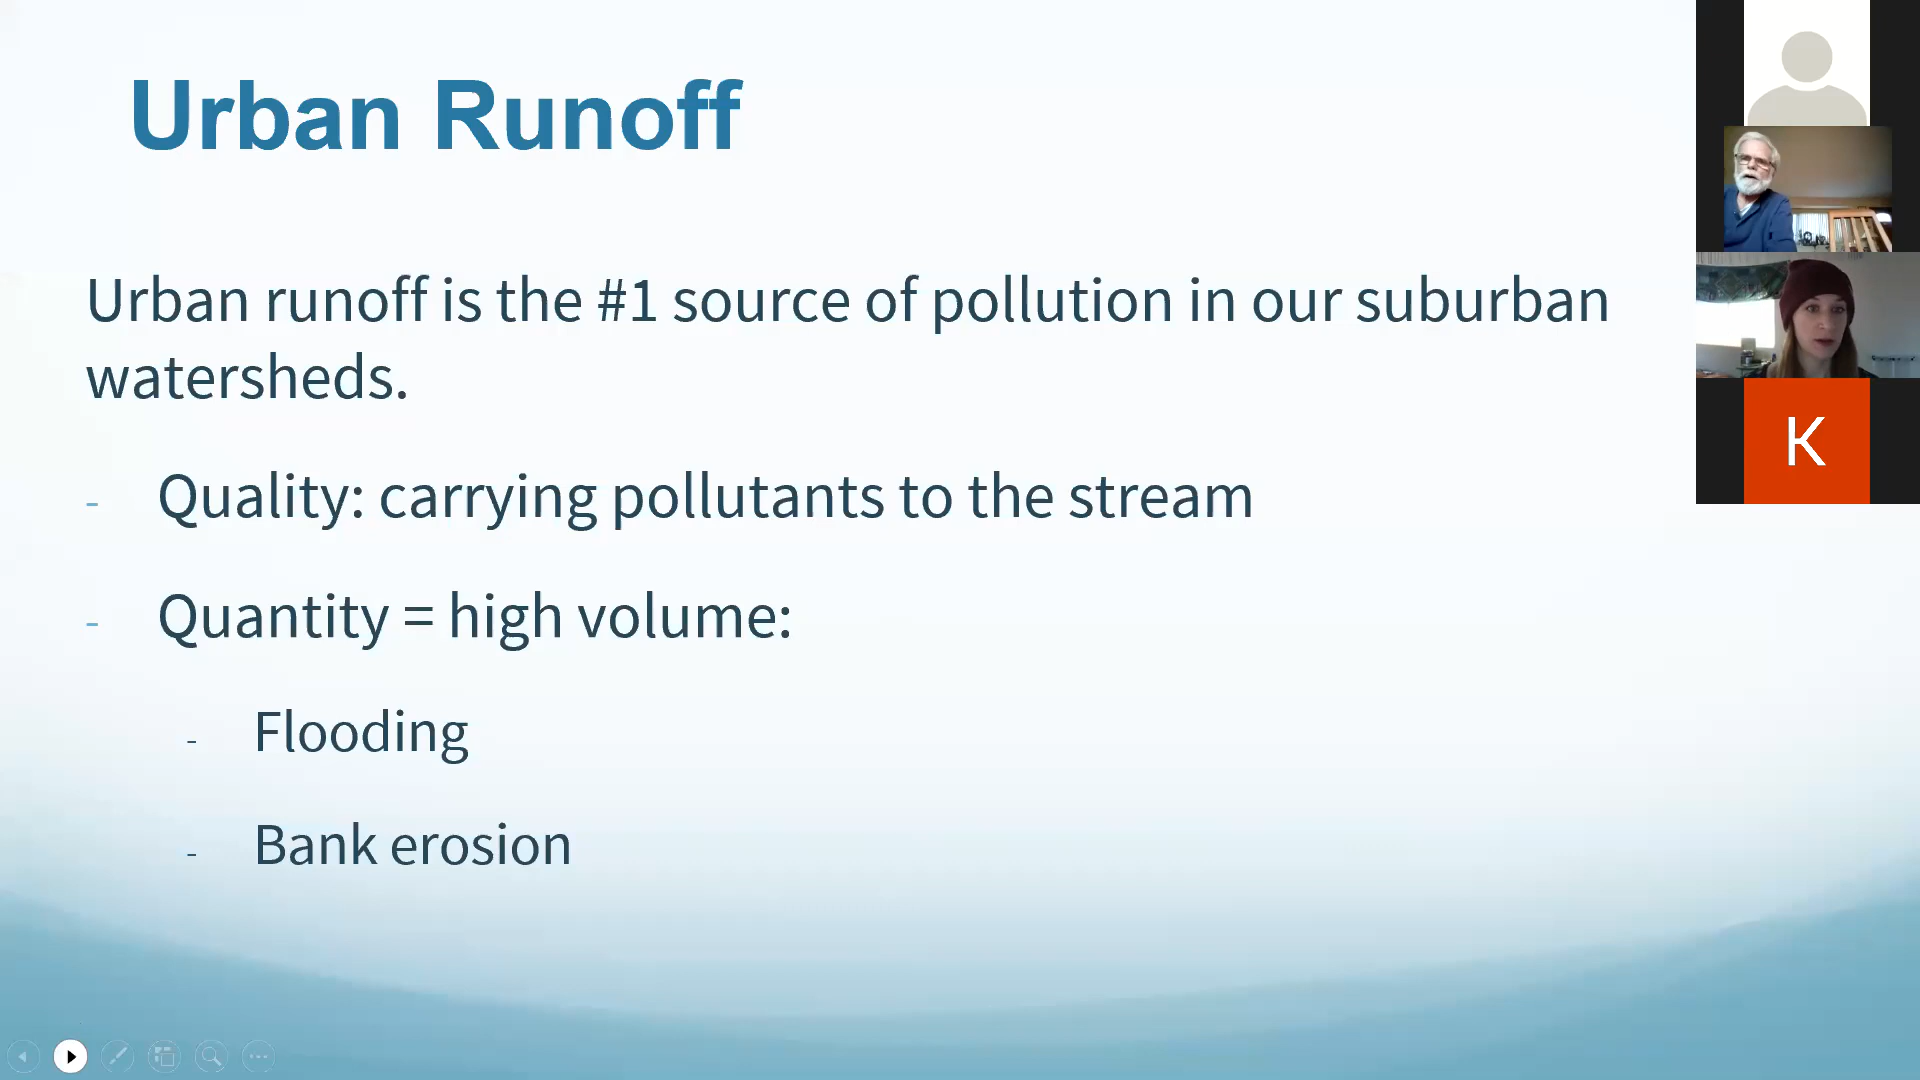 Urban Runoff
Urban runoff is the #1 source of pollution in our suburban
watersheds.
- Quality: carrying pollutants to the stream
- Quantity = high volume:
- Flooding
- Bank erosion
K